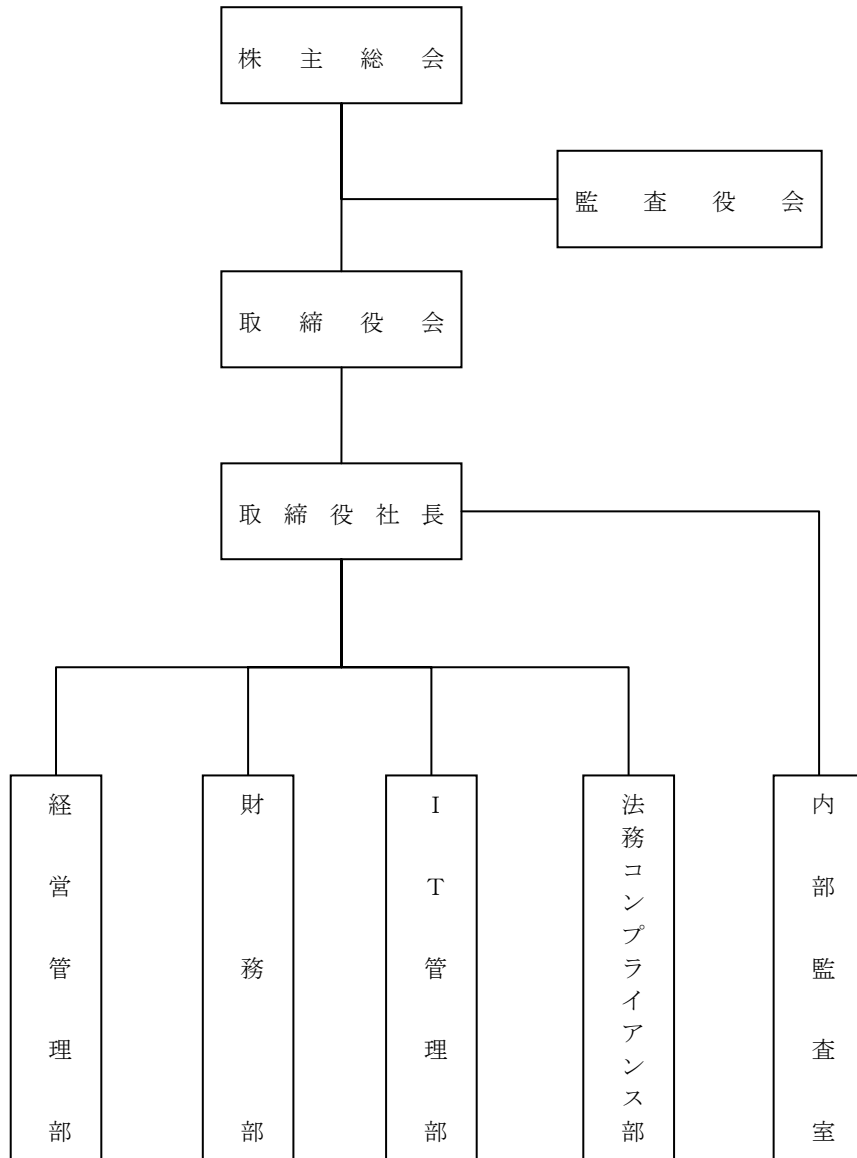 株主総会
監査役会
取締役会
取締役社長
経営管理部
財務部
IT管理部
法務コンプライアンス部
内部監査室